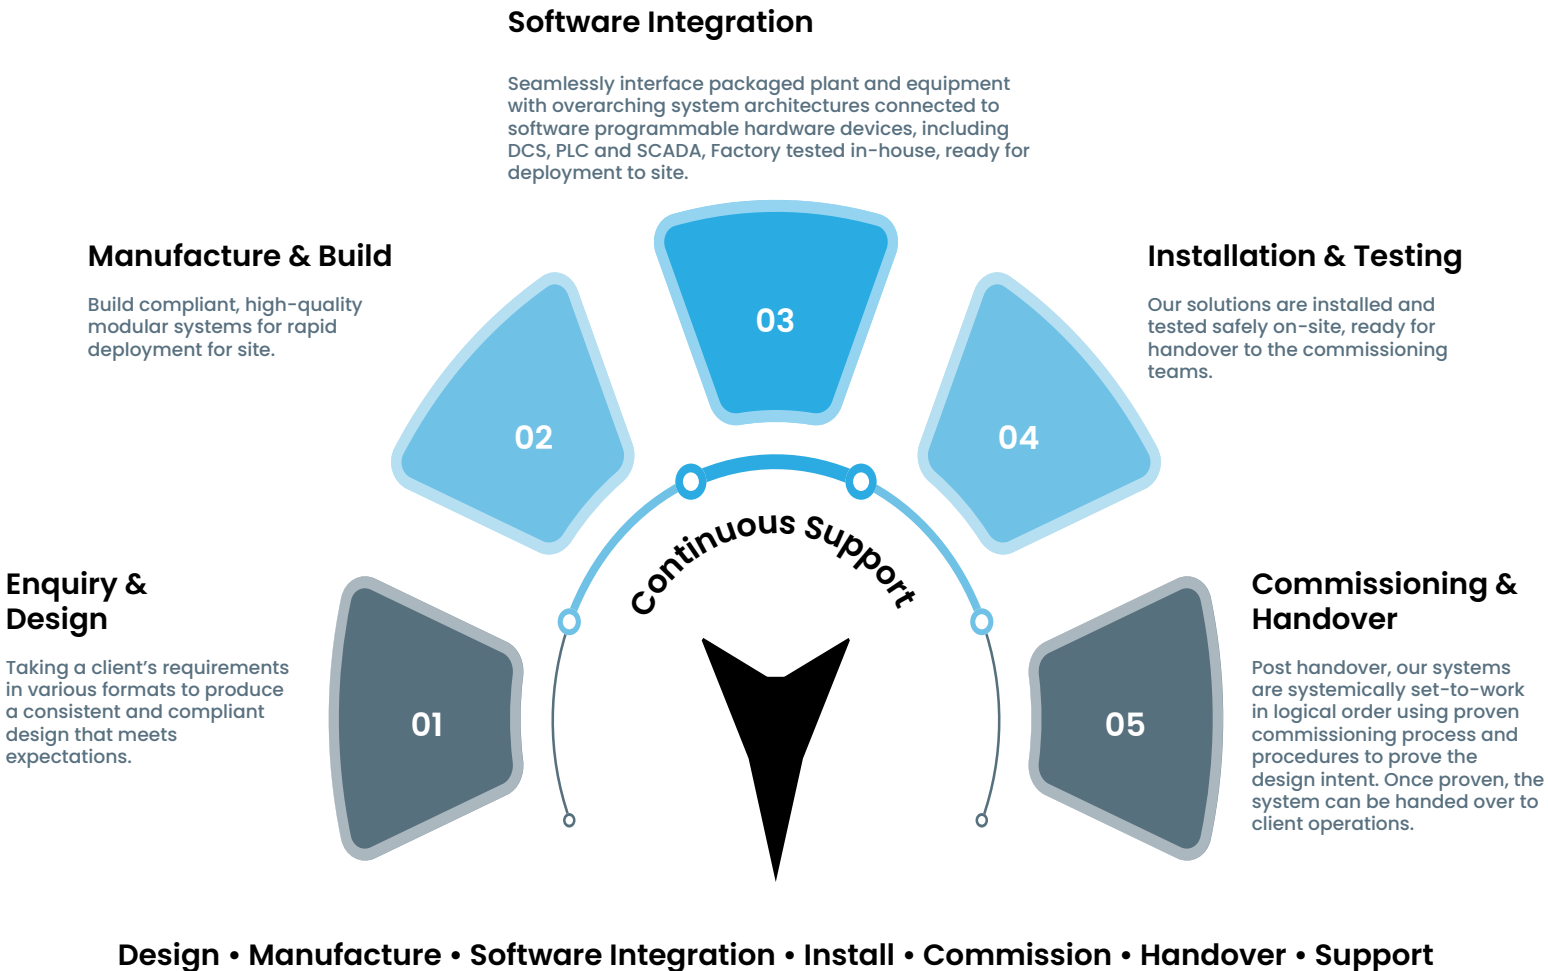 Software Integration
Seamlessly interface packaged plant and equipment
with overarching system architectures connected to
software programmable hardware devices, including
DCS, PLC and SCADA, Factory tested in-house, ready for
deployment to site.
Manufacture & Build
Build compliant, high-quality
modular systems for rapid
deployment for site.
Installation & Testing
Our solutions are installed and
tested safely on-site, ready for
handover to the commissioning
teams.
03
02
04
Continuous Support
Enquiry &
Design
Taking a client’s requirements
in various formats to produce
a consistent and compliant
design that meets
expectations.
01
05
Commissioning &
Handover
Post handover, our systems
are systemically set-to-work
in logical order using proven
commissioning process and
procedures to prove the
design intent. Once proven, the
system can be handed over to
client operations.
Design • Manufacture • Software Integration • Install • Commission • Handover • Support